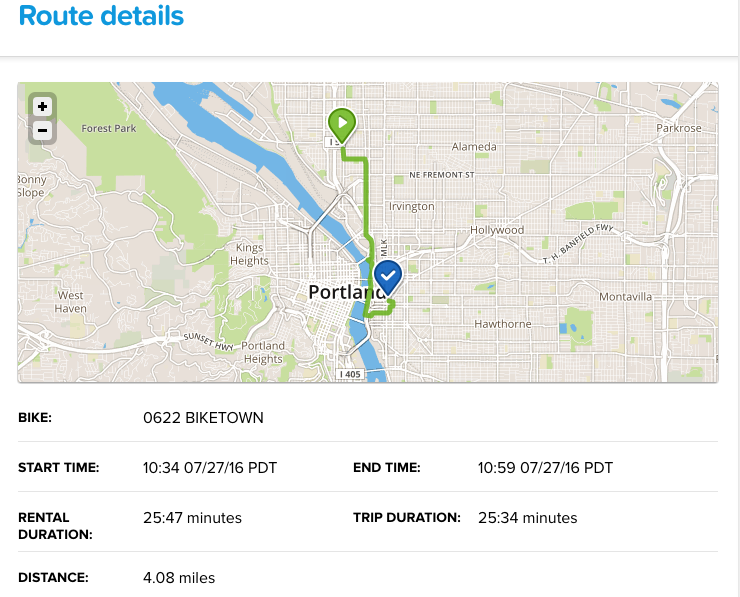 Route details
+
−
Forest Park
Parkrose
Alameda
NE FREMONT ST
Bonny
Slope
Irvington
Hollywood
MLK
T. H. BANFIELD FWY
Kings
Heights
Portland
West
Haven
Montavilla
Hawthorne
SUNSET HWY
Portland
Heights
I 405
BIKE: 0622 BIKETOWN
START TIME: 10:34 07/27/16 PDT END TIME: 10:59 07/27/16 PDT
RENTAL
DURATION: 25:47 minutes TRIP DURATION: 25:34 minutes
DISTANCE: 4.08 miles